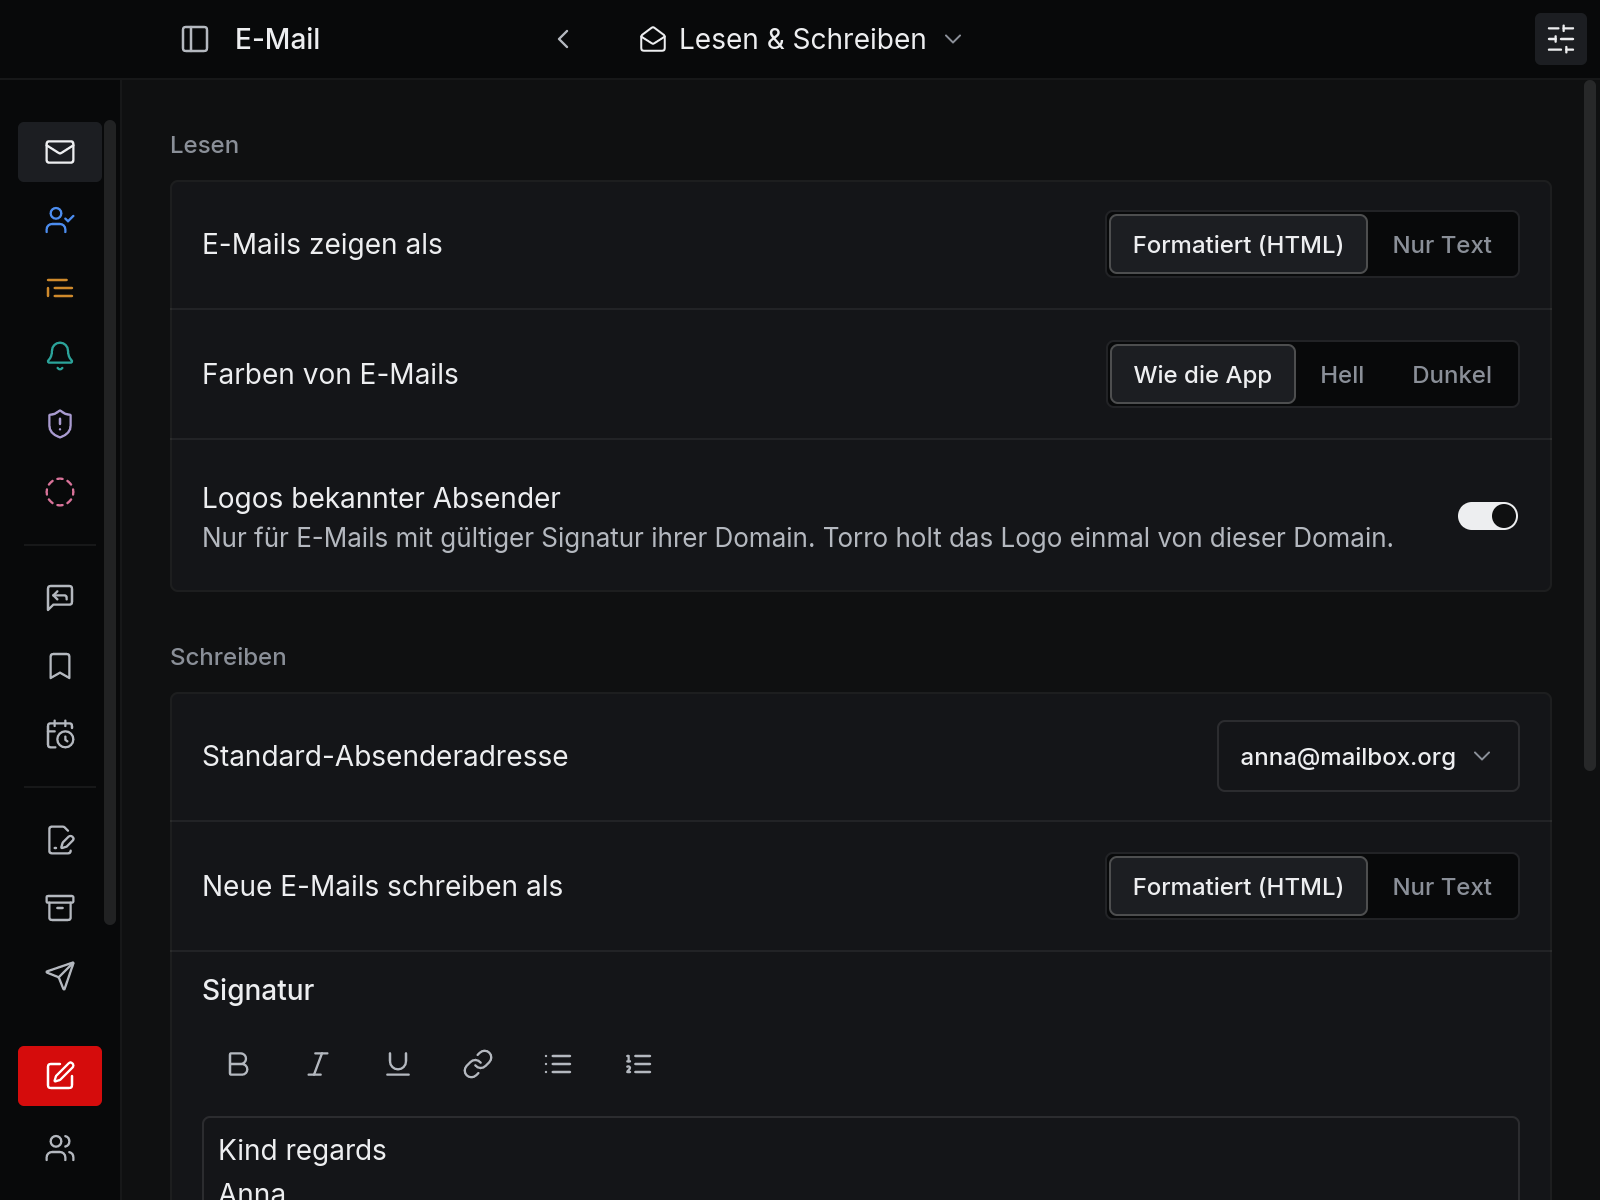 E-Mail
Lesen & Schreiben
Lesen
E-Mails zeigen als
Formatiert (HTML)
Nur Text
Farben von E-Mails
Wie die App
Hell
Dunkel
Logos bekannter Absender
Nur für E-Mails mit gültiger Signatur ihrer Domain. Torro holt das Logo einmal von dieser Domain.
Schreiben
Standard-Absenderadresse
anna@mailbox.org
Neue E-Mails schreiben als
Formatiert (HTML)
Nur Text
Signatur
Kind regards
Anna